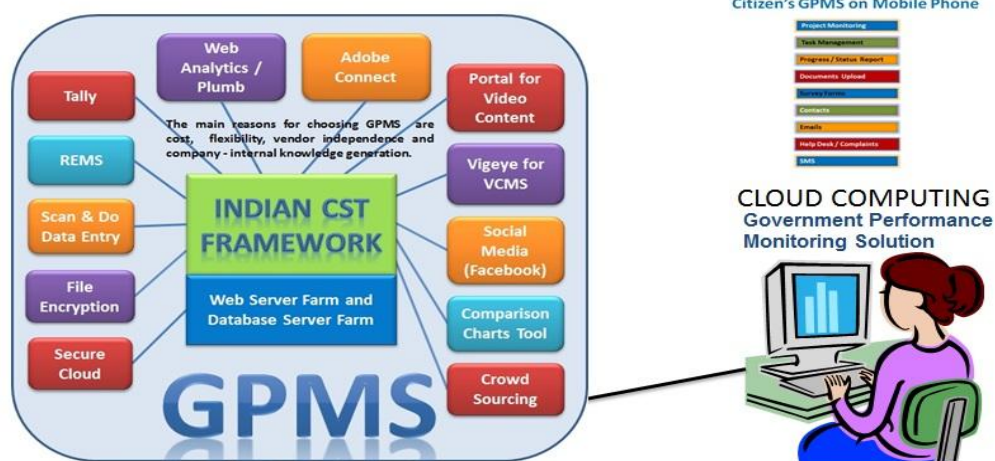 Web
Analytics /
Plumb
Adobe
Connect
Tally
Portal for
Video
Content
The main reasons for choosing GPMS are
cost, flexibility, vendor independence and
company - internal knowledge generation.
REMS
Vigeye for
VCMS
INDIAN CST
FRAMEWORK
Scan & Do
Data Entry
Social
Media
(Facebook)
File
Encryption
Web Server Farm and
Database Server Farm
Comparison
Charts Tool
Secure
Cloud
Crowd
Sourcing
GPMS
Citizen's GPMS on Mobile Phone
Project Monitoring
Task Management
Progress / Status Report
Documents Upload
Survey Forms
Contacts
Emails
Help Desk / Complaints
SMS
CLOUD COMPUTING
Government Performance
Monitoring Solution